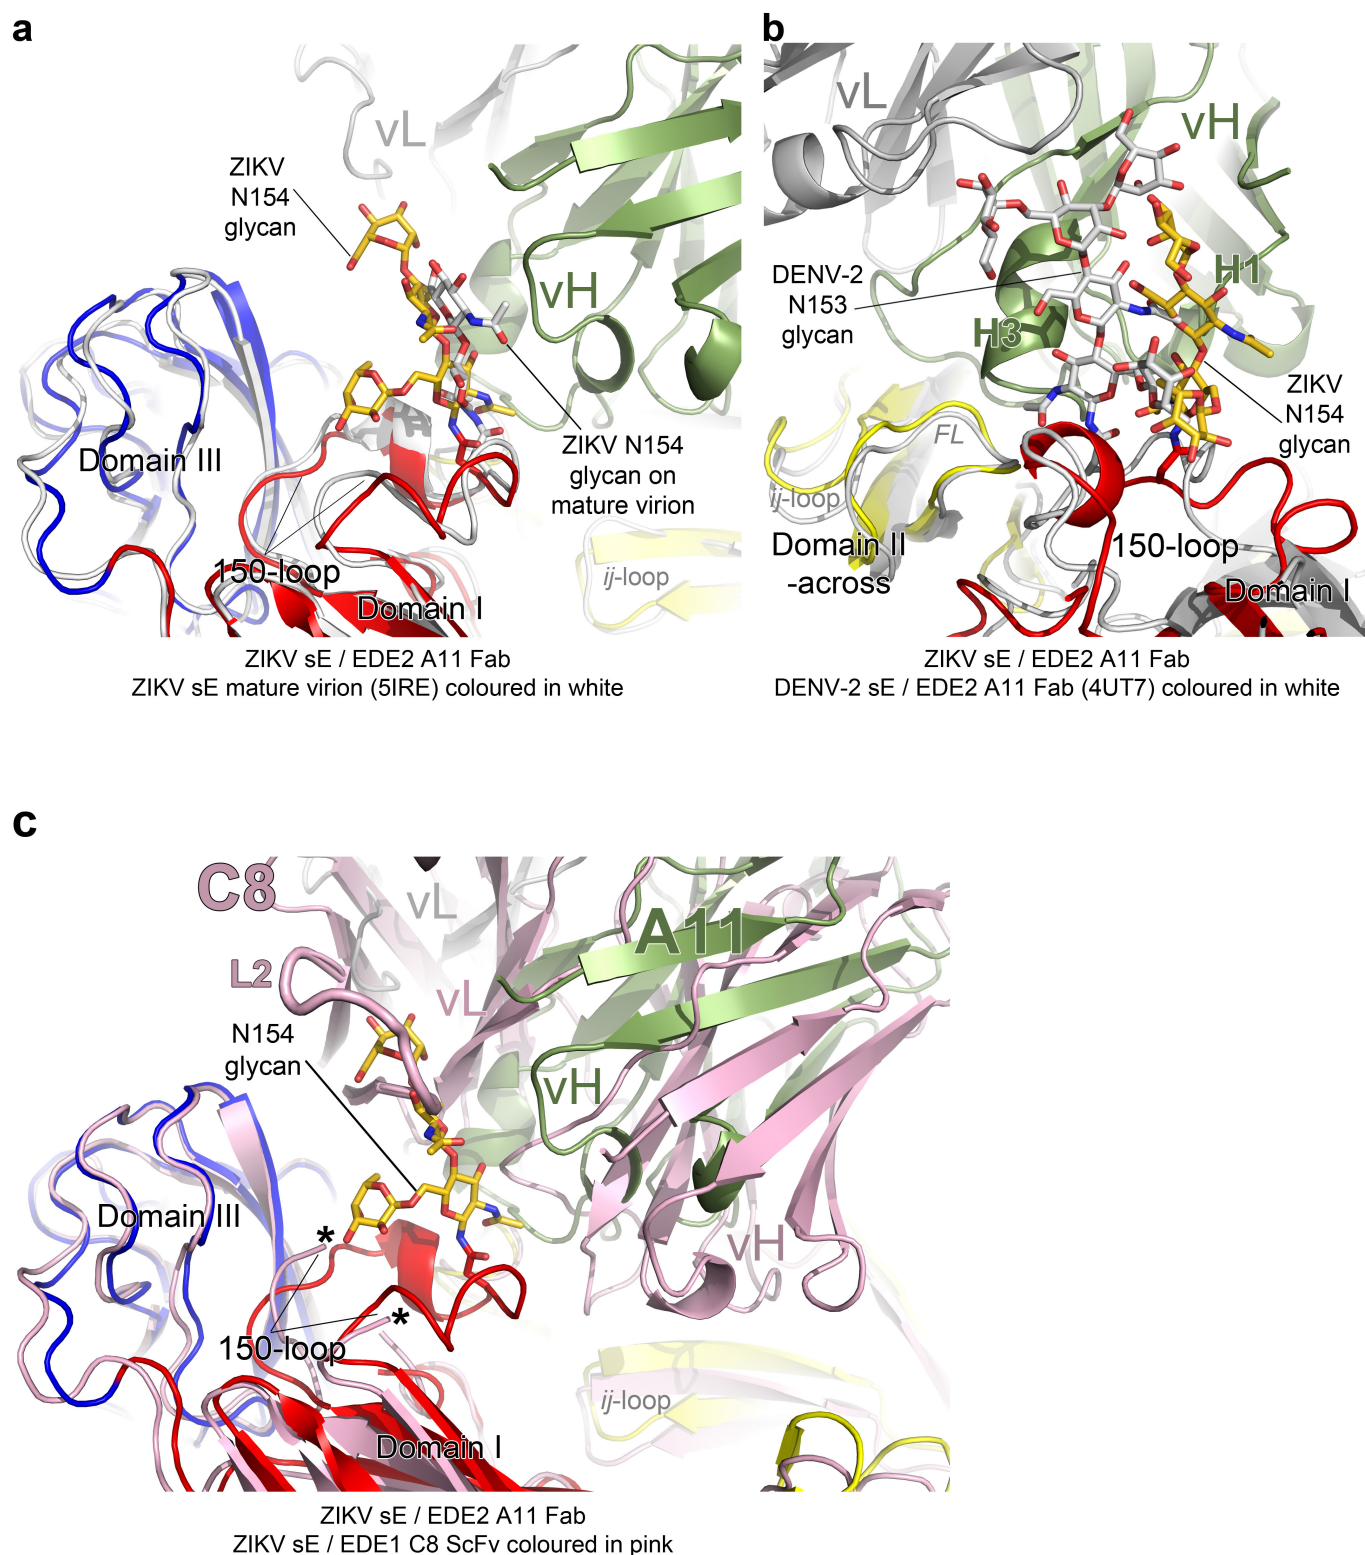 a
vL
ZIKV
N154
glycan
vH
Domain III
ZIKV N154
glycan on
mature virion
150-loop
ij-loop
Domain I
ZIKV sE / EDE2 A11 Fab
ZIKV sE mature virion (5IRE) coloured in white
b
vL
vH
DENV-2
N153
glycan
H1
H3
ZIKV
N154
glycan
FL
ij-loop
Domain II
-across
150-loop
Domain I
ZIKV sE / EDE2 A11 Fab
DENV-2 sE / EDE2 A11 Fab (4UT7) coloured in white
c
C8
vL
A11
L2
vL
N154
glycan
vH
Domain III
*
vH
*
150-loop
ij-loop
Domain I
ZIKV sE / EDE2 A11 Fab
ZIKV sE / EDE1 C8 ScFv coloured in pink